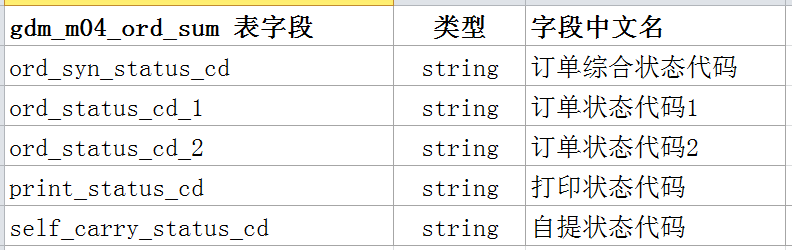 gdm_m04_ord_sum 表字段 类型 字段中文名
ord_syn_status_cd string 订单综合状态代码
ord_status_cd_1 string 订单状态代码1
ord_status_cd_2 string 订单状态代码2
print_status_cd string 打印状态代码
self_carry_status_cd string 自提状态代码